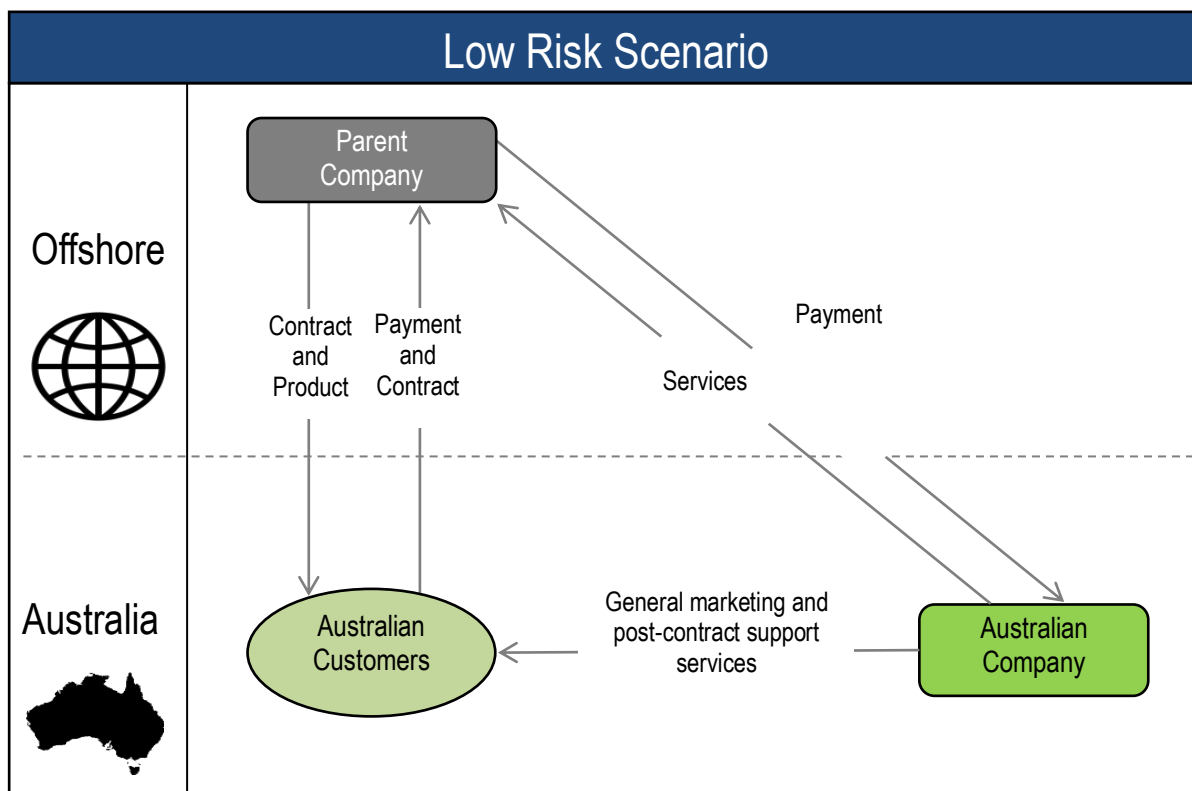 Low Risk Scenario
Parent
Company
Offshore
Contract
and
Product
Payment
and
Contract
Payment
Services
Australia
Australian
Customers
General marketing and
post-contract support
services
Australian
Company